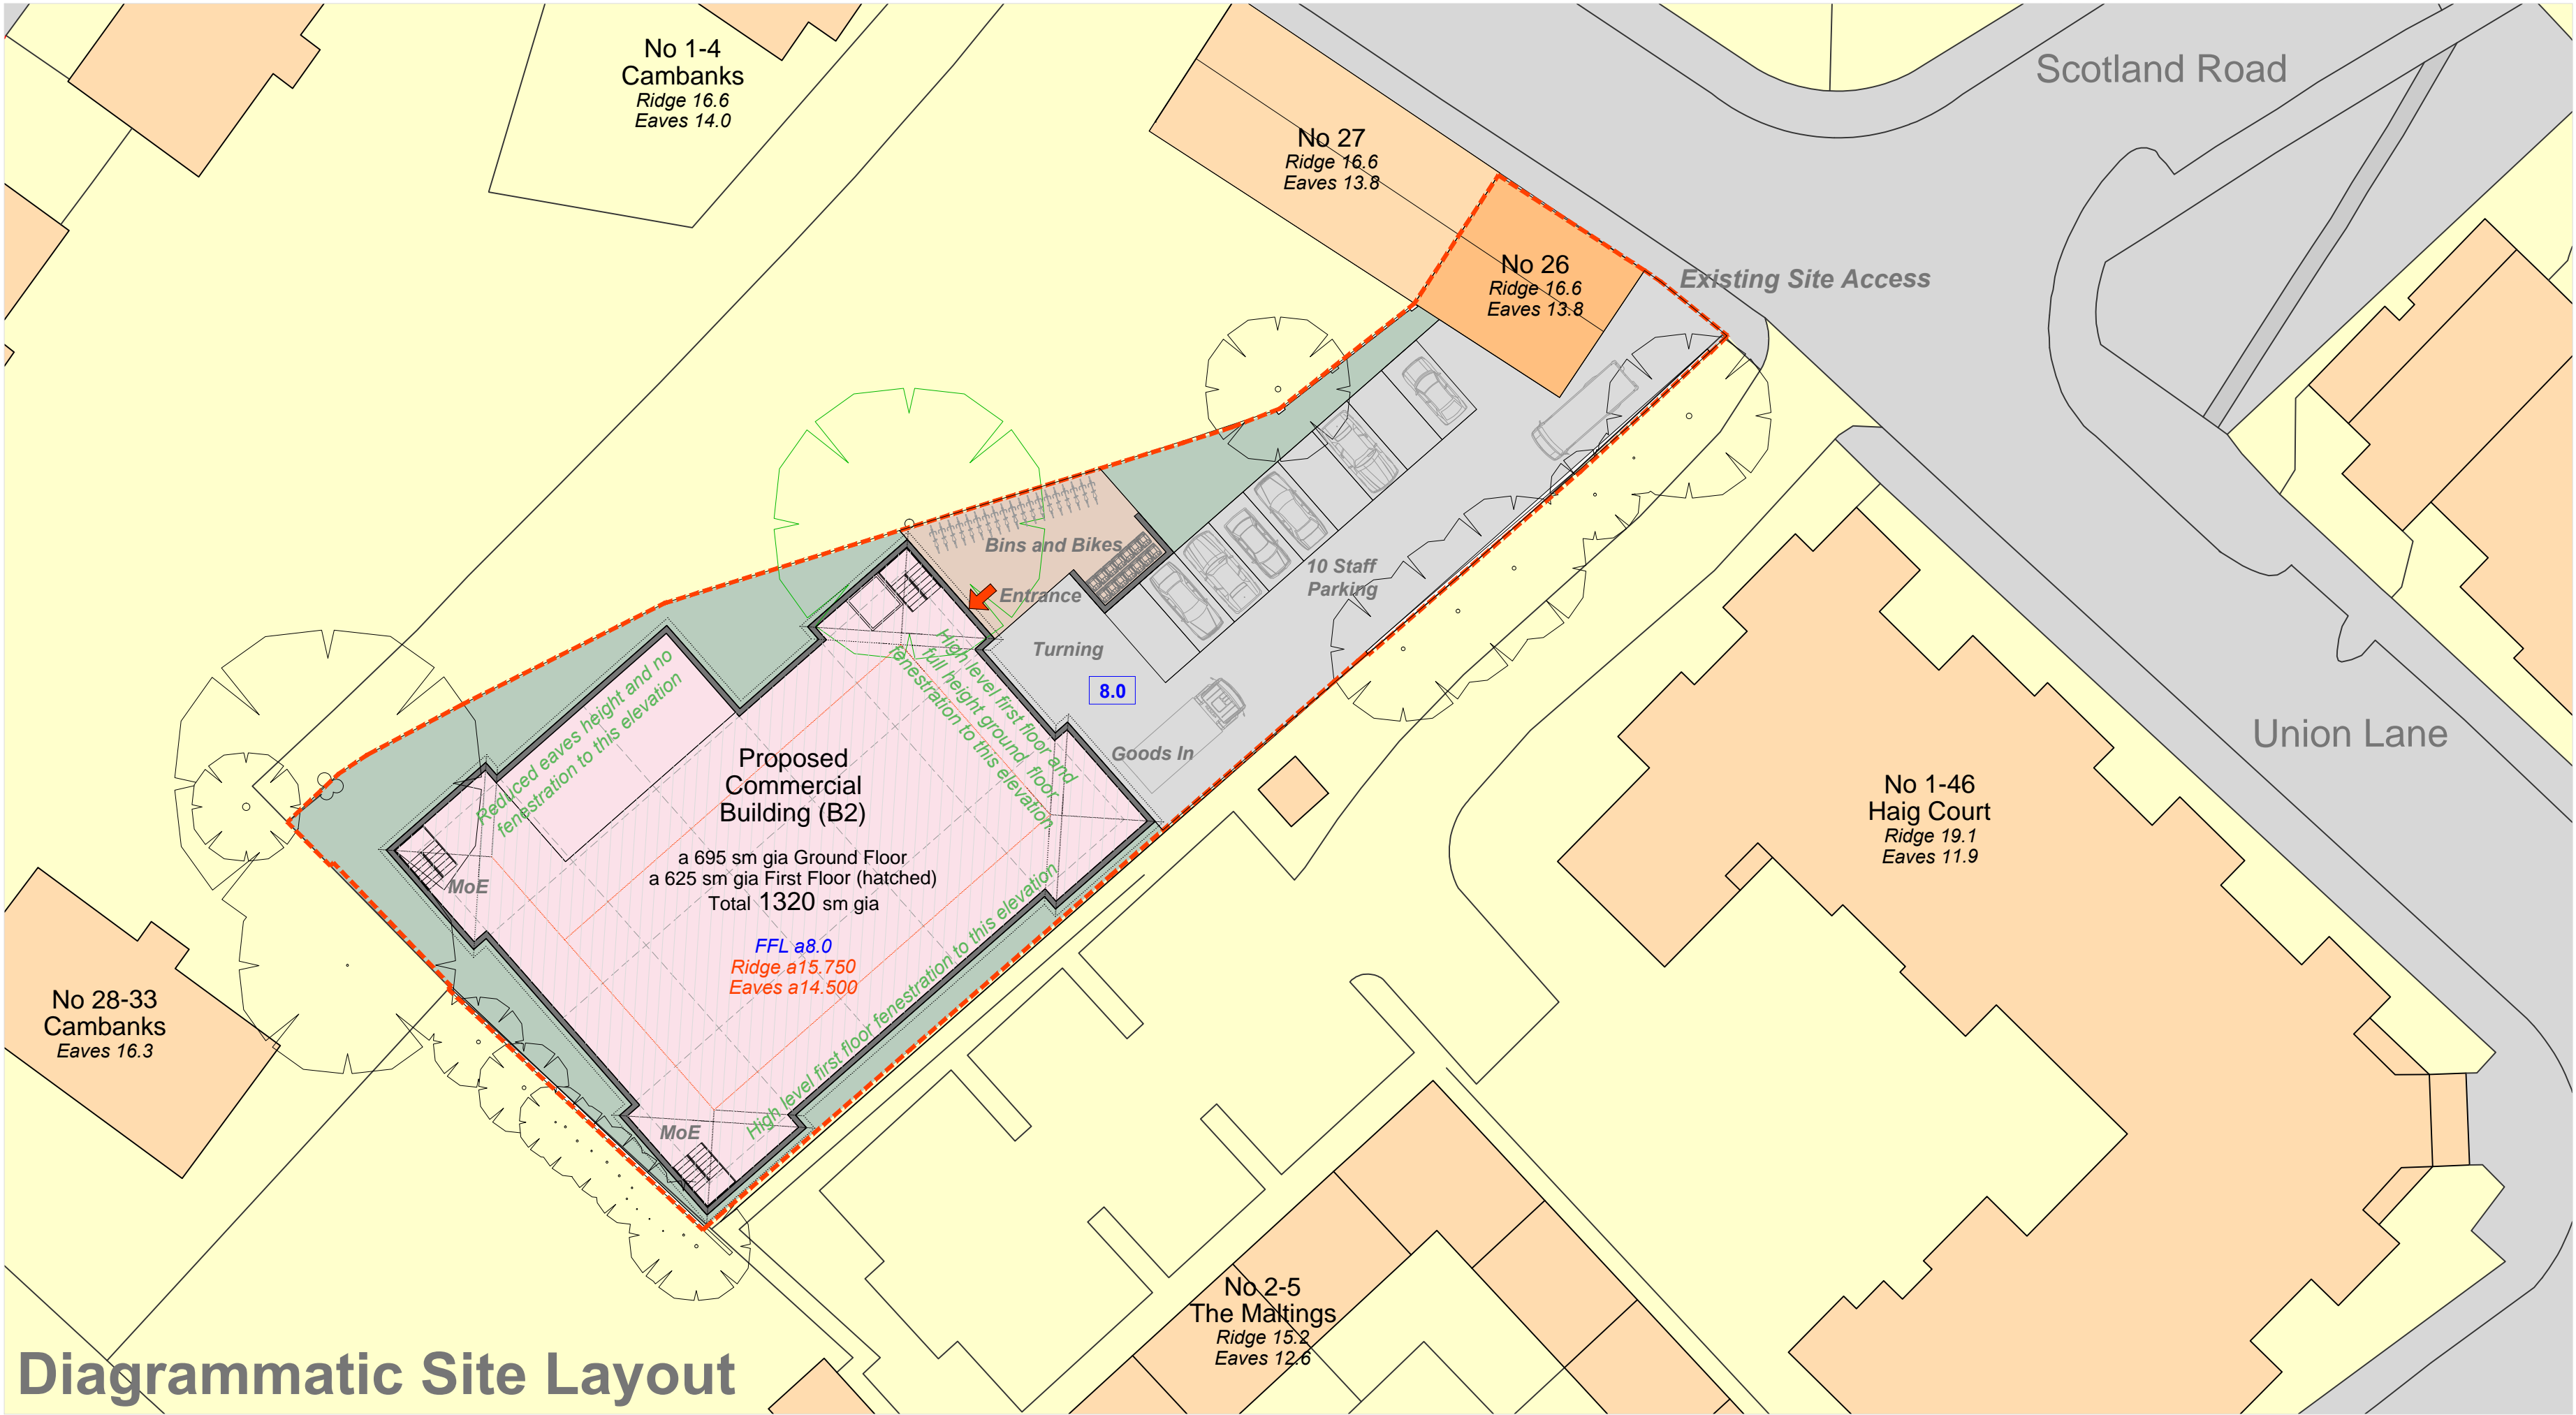 No 1-4
Cambanks
Ridge 16.6
Eaves 14.0
Scotland Road
No 27
Ridge 16.6
Eaves 13.8
No 26
Ridge 16.6
Eaves 13.8
Existing Site Access
Bins and Bikes
Entrance
10 Staff
Parking
Turning
8.0
Goods In
Reduced eaves height and no
fenestration to this elevation
High level first floor and
full height ground floor
fenestration to this elevation
Proposed
Commercial
Building (B2)
a 695 sm gia Ground Floor
a 625 sm gia First Floor (hatched)
Total 1320 sm gia
FFL a8.0
Ridge a15.750
Eaves a14.500
High level first floor fenestration to this elevation
MoE
MoE
Union Lane
No 1-46
Haig Court
Ridge 19.1
Eaves 11.9
No 28-33
Cambanks
Eaves 16.3
No 2-5
The Maltings
Ridge 15.2
Eaves 12.6
Diagrammatic Site Layout